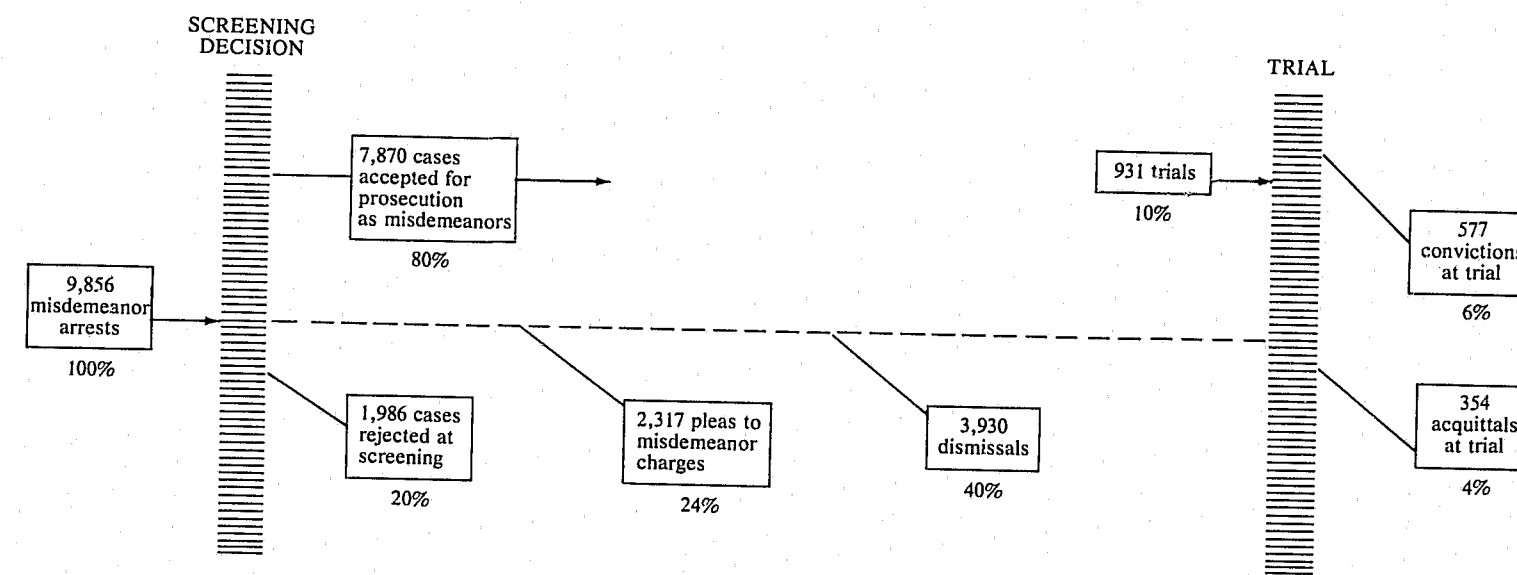 SCREENING
DECISION
TRIAL
7,870 cases
accepted for
prosecution
as misdemeanors
80%
931 trials
10%
577
convictions
at trial
6%
9,856
misdemeanor
arrests
100%
1,986 cases
rejected at
screening
20%
2,317 pleas to
misdemeanor
charges
24%
3,930
dismissals
40%
354
acquittals
at trial
4%